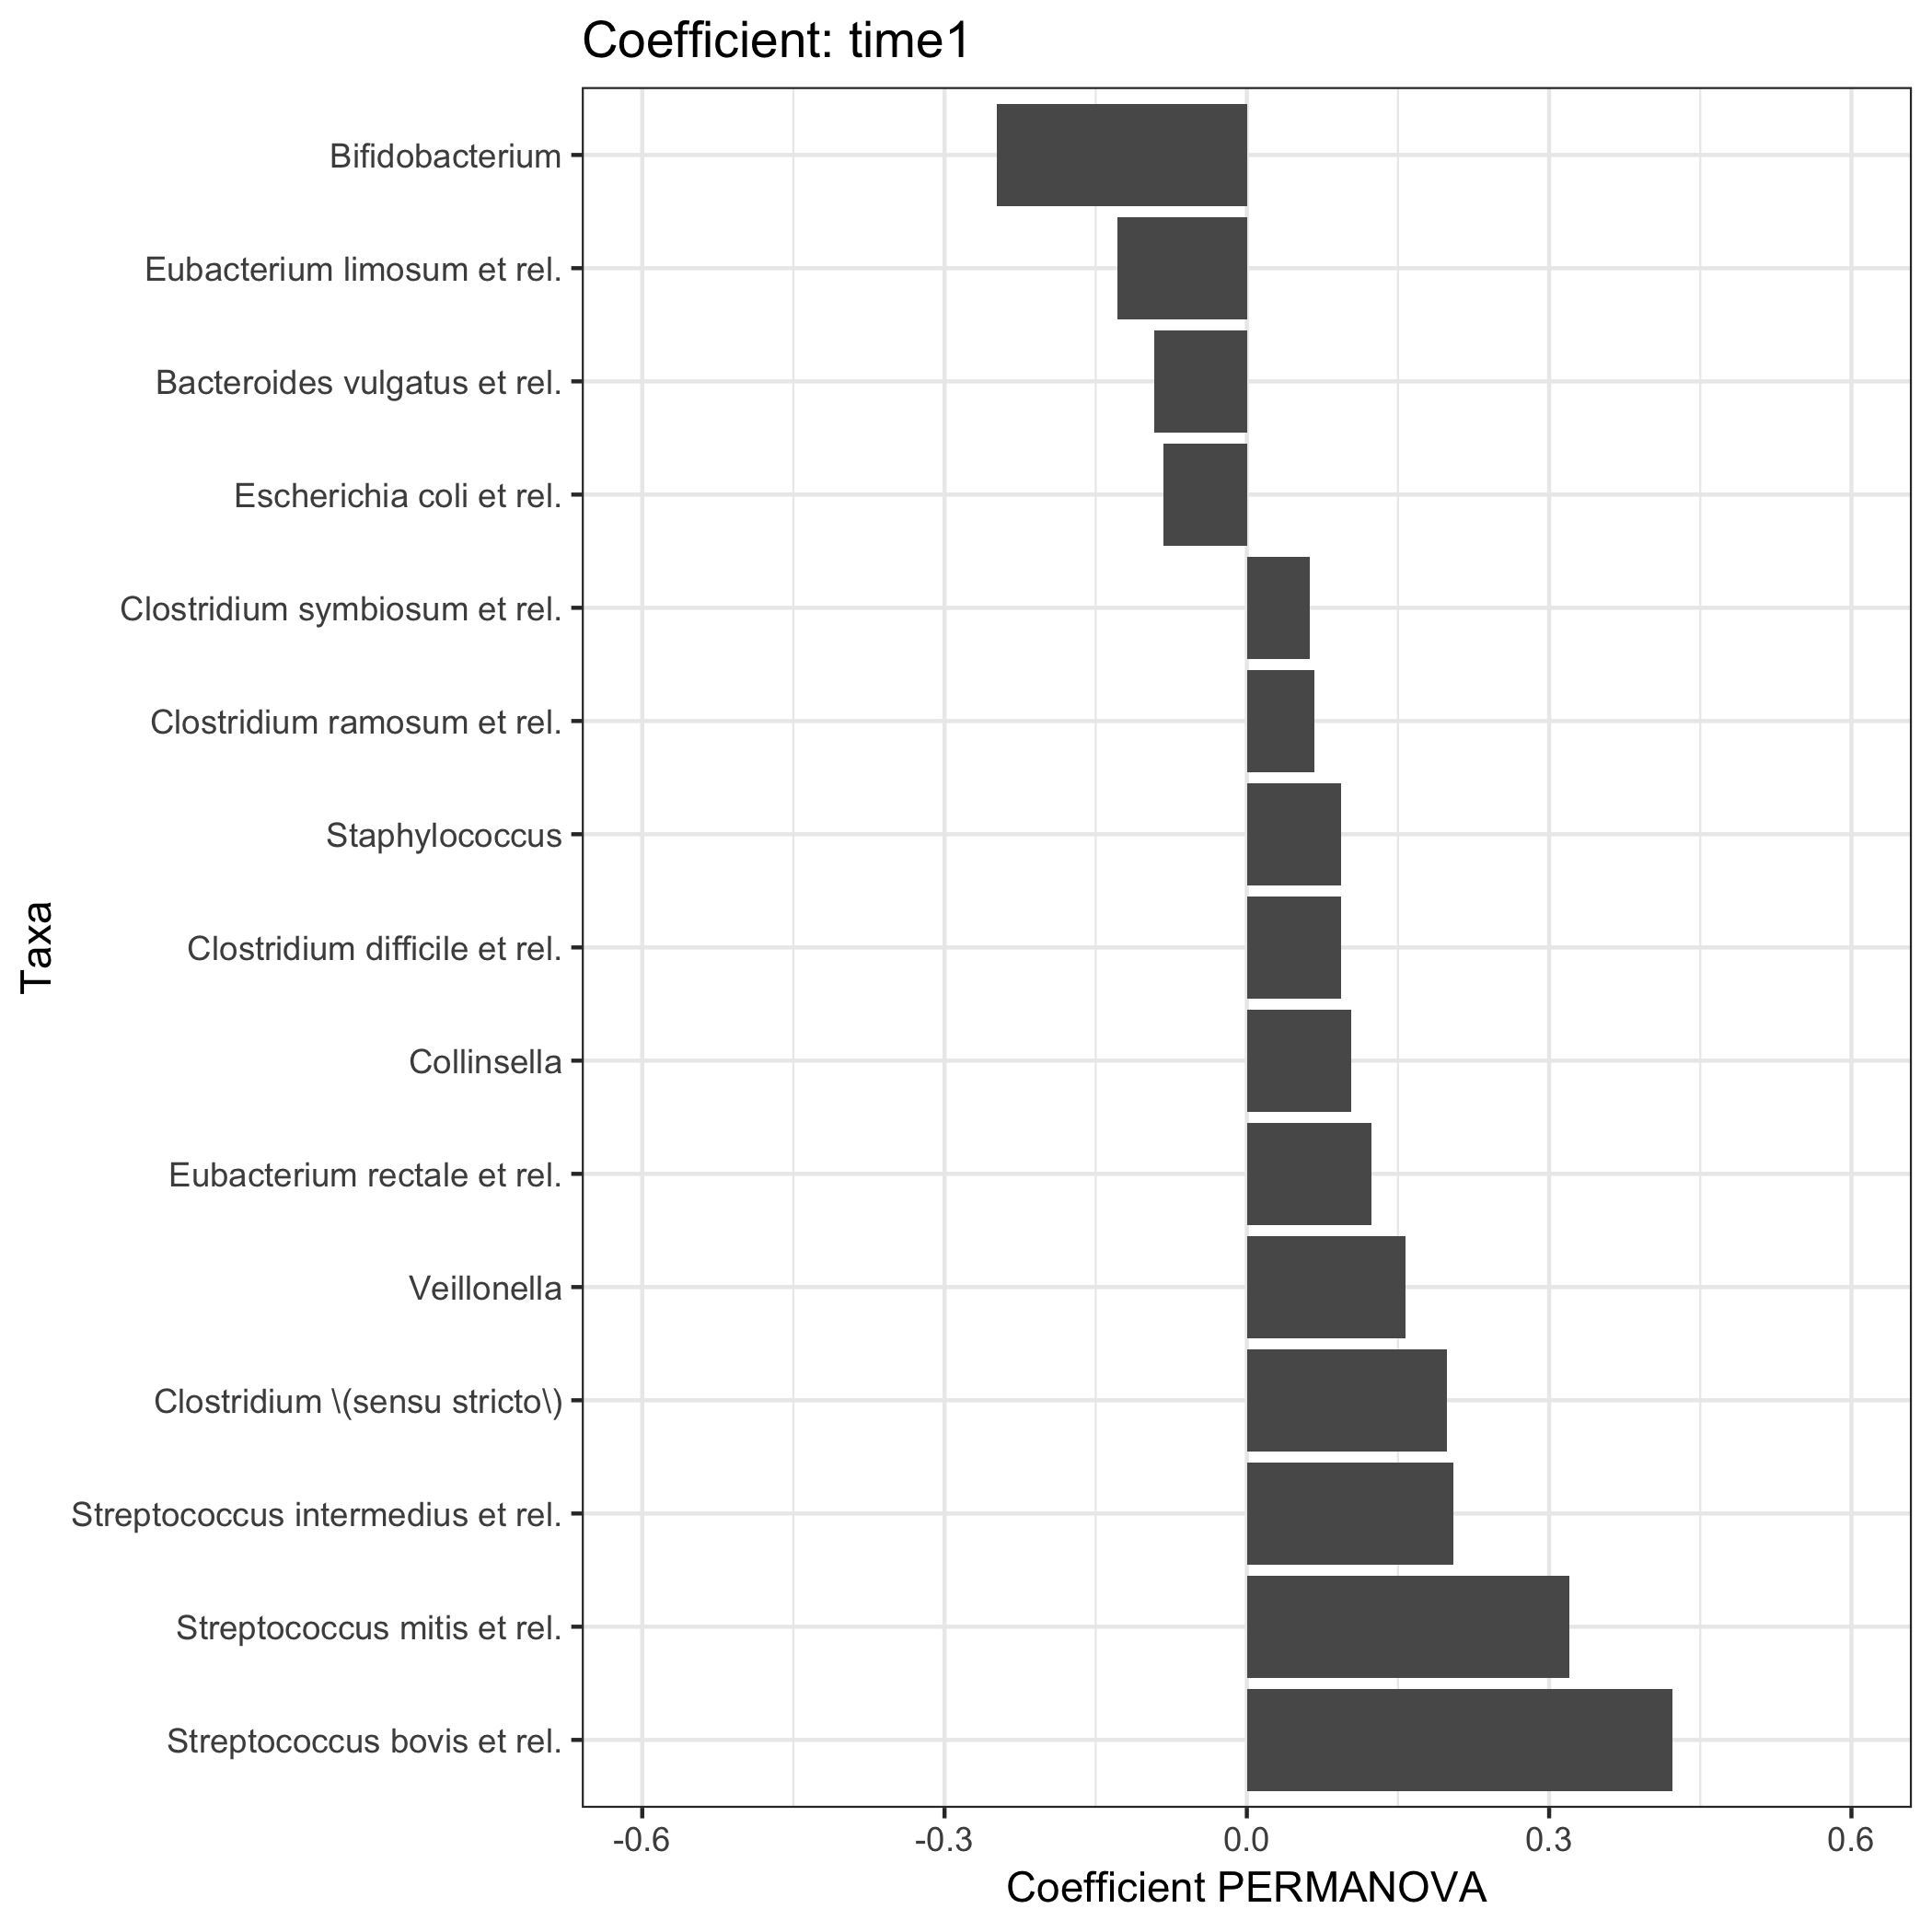 Coefficient: time1
Bifidobacterium
Eubacterium limosum et rel.
Bacteroides vulgatus et rel.
Escherichia coli et rel.
Clostridium symbiosum et rel.
Clostridium ramosum et rel.
Staphylococcus
Clostridium difficile et rel.
Collinsella
Eubacterium rectale et rel.
Veillonella
Clostridium \(sensu stricto\)
Streptococcus intermedius et rel.
Streptococcus mitis et rel.
Streptococcus bovis et rel.
Taxa
-0.6 -0.3 0.0 0.3 0.6
Coefficient PERMANOVA